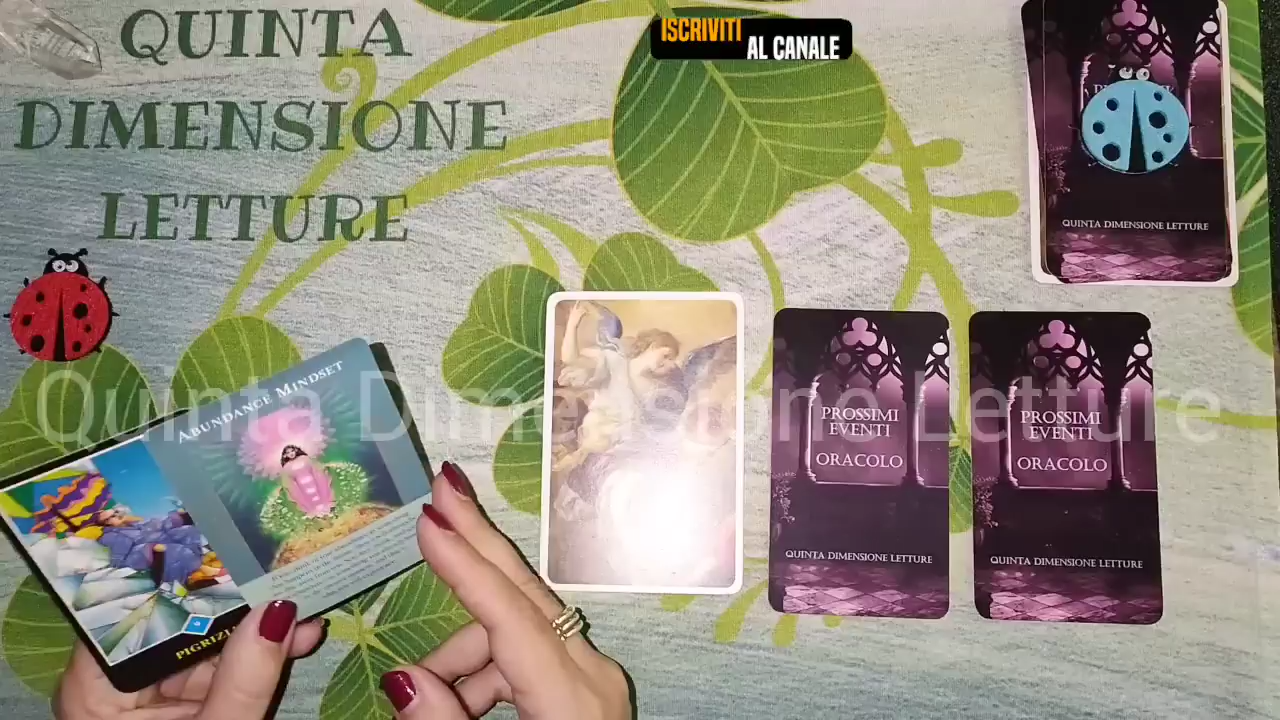 QUINTA
DIMENSIONE
LETTURE
ISCRIVITI
AL CANALE
QUINTA DIMENSIONE LETTURE
Quinta Dimensione Letture
ABUNDANCE MINDSET
PROSSIMI
EVENTI
ORACOLO
QUINTA DIMENSIONE LETTURE
PROSSIMI
EVENTI
ORACOLO
QUINTA DIMENSIONE LETTURE